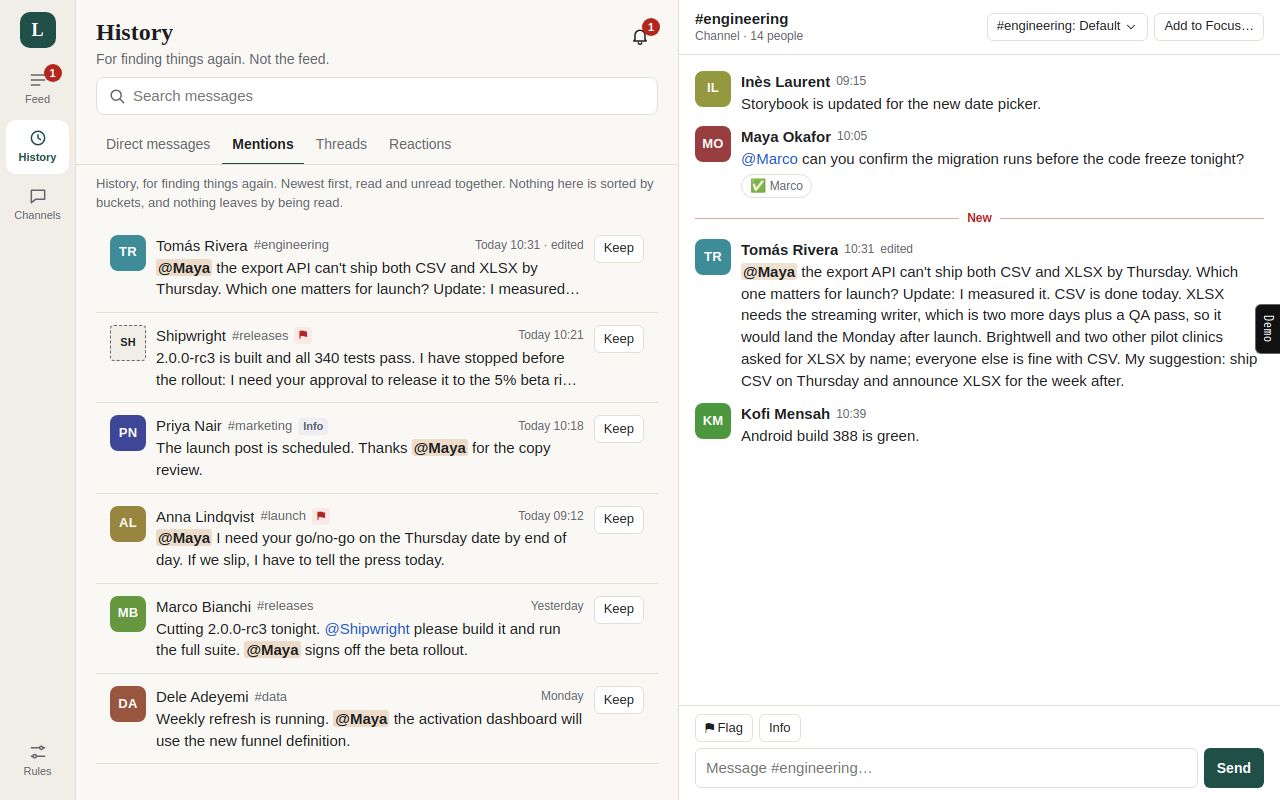 L
1
Feed
History
Channels
Rules
History
1
For finding things again. Not the feed.
Search messages
Direct messages Mentions Threads Reactions
History, for finding things again. Newest first, read and unread together. Nothing here is sorted by
buckets, and nothing leaves by being read.
TR
Tomás Rivera #engineering Today 10:31 · edited
Keep
@Maya the export API can't ship both CSV and XLSX by
Thursday. Which one matters for launch? Update: I measured…
SH
Shipwright #releases Today 10:21
Keep
2.0.0-rc3 is built and all 340 tests pass. I have stopped before
the rollout: I need your approval to release it to the 5% beta ri…
PN
Priya Nair #marketing Info Today 10:18
Keep
The launch post is scheduled. Thanks @Maya for the copy
review.
AL
Anna Lindqvist #launch Today 09:12
Keep
@Maya I need your go/no-go on the Thursday date by end of
day. If we slip, I have to tell the press today.
MB
Marco Bianchi #releases Yesterday
Keep
Cutting 2.0.0-rc3 tonight. @Shipwright please build it and run
the full suite. @Maya signs off the beta rollout.
DA
Dele Adeyemi #data Monday
Keep
Weekly refresh is running. @Maya the activation dashboard will
use the new funnel definition.
#engineering
Channel · 14 people
#engineering: Default
Add to Focus…
IL
Inès Laurent 09:15
Storybook is updated for the new date picker.
MO
Maya Okafor 10:05
@Marco can you confirm the migration runs before the code freeze tonight?
✅ Marco
New
TR
Tomás Rivera 10:31 edited
@Maya the export API can't ship both CSV and XLSX by Thursday. Which
one matters for launch? Update: I measured it. CSV is done today. XLSX
needs the streaming writer, which is two more days plus a QA pass, so it
would land the Monday after launch. Brightwell and two other pilot clinics
asked for XLSX by name; everyone else is fine with CSV. My suggestion: ship
CSV on Thursday and announce XLSX for the week after.
KM
Kofi Mensah 10:39
Android build 388 is green.
Demo
Flag
Info
Message #engineering…
Send